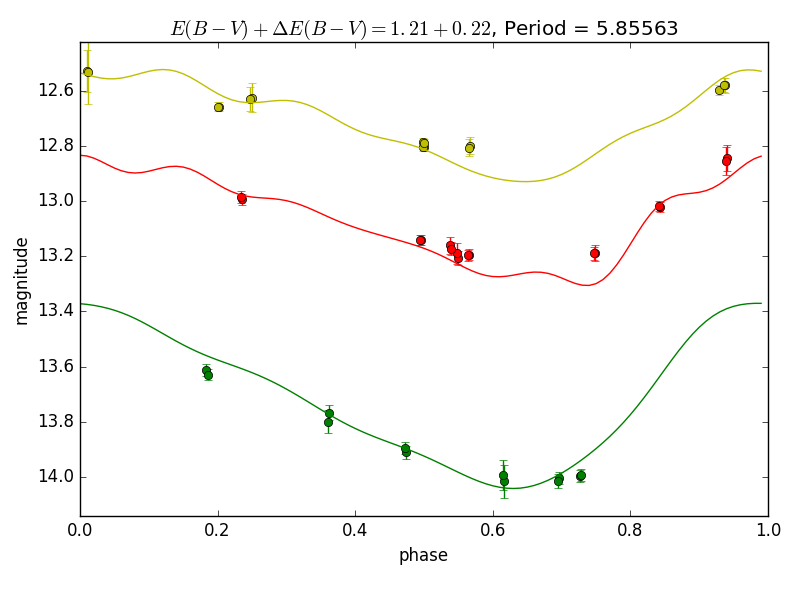 E(B − V) + ΔE(B − V) = 1.21 + 0.22, Period = 5.85563
12.6
12.8
13.0
13.2
13.4
13.6
13.8
14.0
magnitude
0.0 0.2 0.4 0.6 0.8 1.0
phase